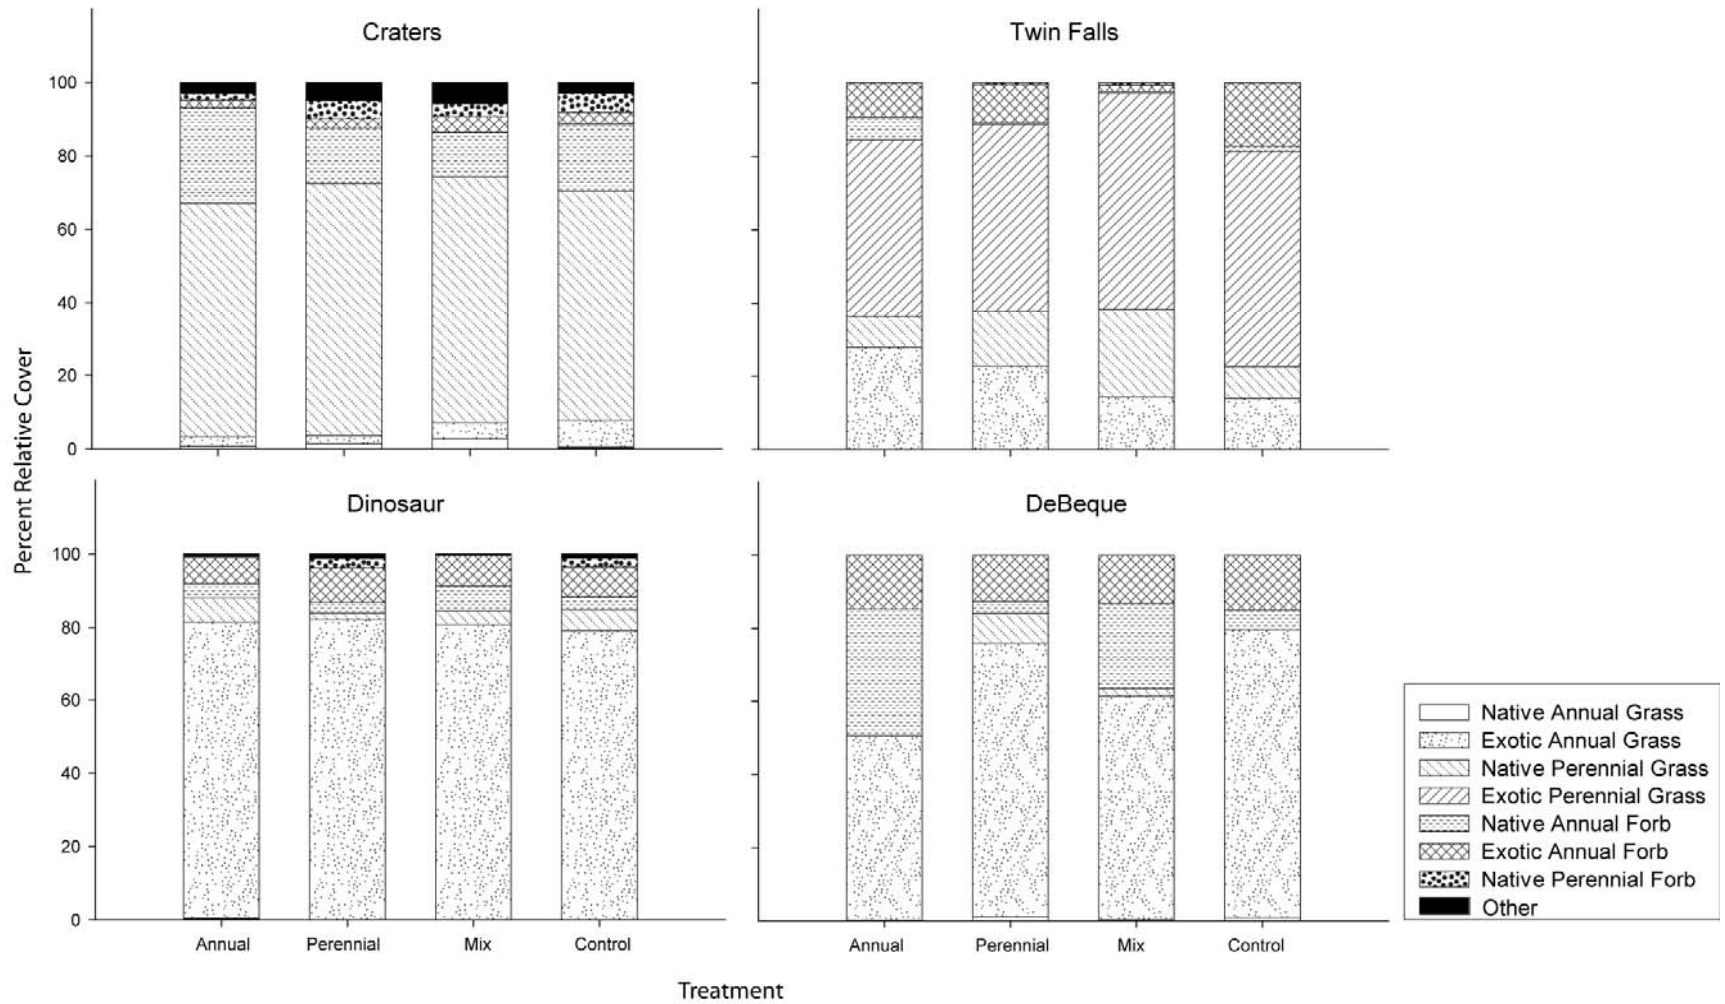 Craters
Twin Falls
100
80
60
40
20
0
Percent Relative Cover
Dinosaur
DeBeque
100
80
60
40
20
0
Annual Perennial Mix Control
Annual Perennial Mix Control
Treatment
Native Annual Grass
Exotic Annual Grass
Native Perennial Grass
Exotic Perennial Grass
Native Annual Forb
Exotic Annual Forb
Native Perennial Forb
Other